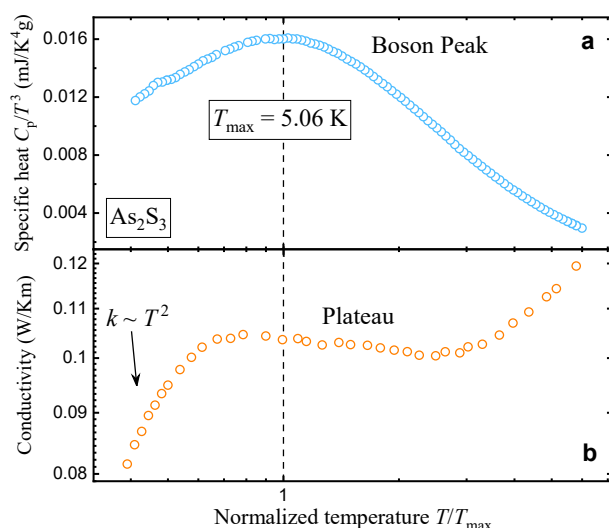 Specific heat C_p/T^3 (mJ/K^4g)
0.016
0.012
0.008
0.004
Boson Peak
a
T_max = 5.06 K
As_2S_3
Conductivity (W/Km)
0.12
0.11
0.1
0.09
0.08
k ~ T^2
Plateau
b
1
Normalized temperature T/T_max